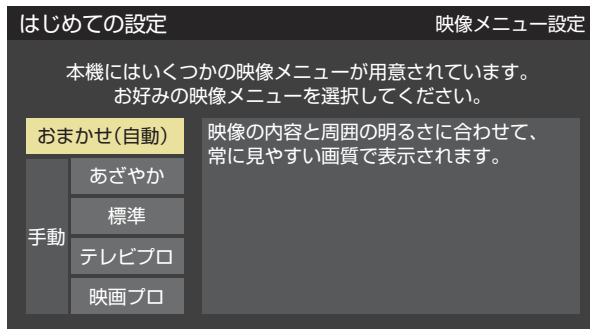 はじめての設定
映像メニュー設定
本機にはいくつかの映像メニューが用意されています。
お好みの映像メニューを選択してください。
おまかせ(自動)
映像の内容と周囲の明るさに合わせて、
常に見やすい画質で表示されます。
手動
あざやか
標準
テレビプロ
映画プロ